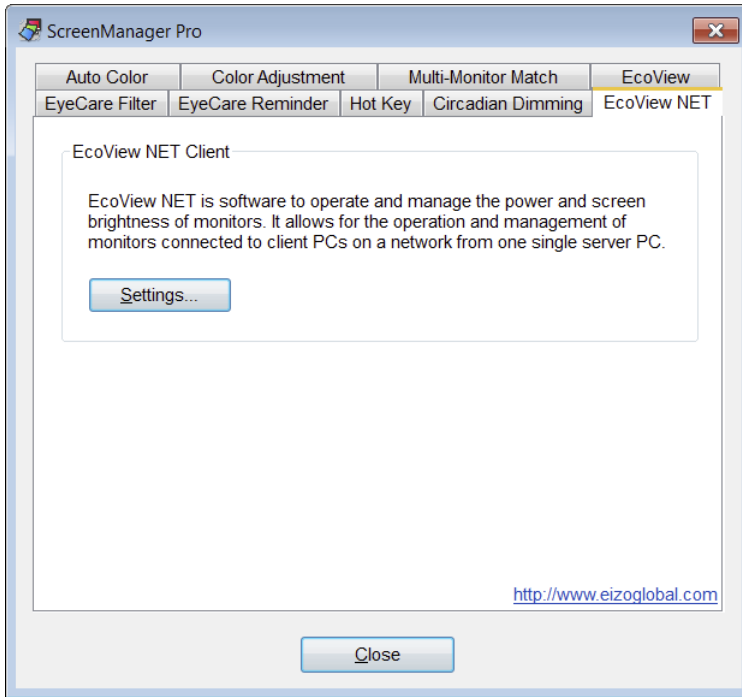 ScreenManager Pro
Auto Color Color Adjustment Multi-Monitor Match EcoView
EyeCare Filter EyeCare Reminder Hot Key Circadian Dimming EcoView NET
EcoView NET Client
EcoView NET is software to operate and manage the power and screen
brightness of monitors. It allows for the operation and management of
monitors connected to client PCs on a network from one single server PC.
Settings...
http://www.eizoglobal.com
Close